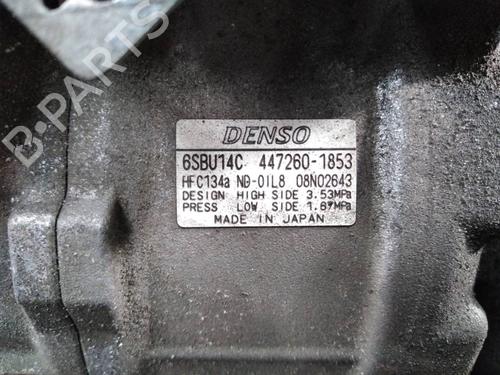 B-PARTS
DENSO
6SBU14C 447260-1853
HFC134a ND-OIL8 08N02643
DESIGN HIGH SIDE 3.53MPa
PRESS LOW SIDE 1.67MPa
MADE IN JAPAN